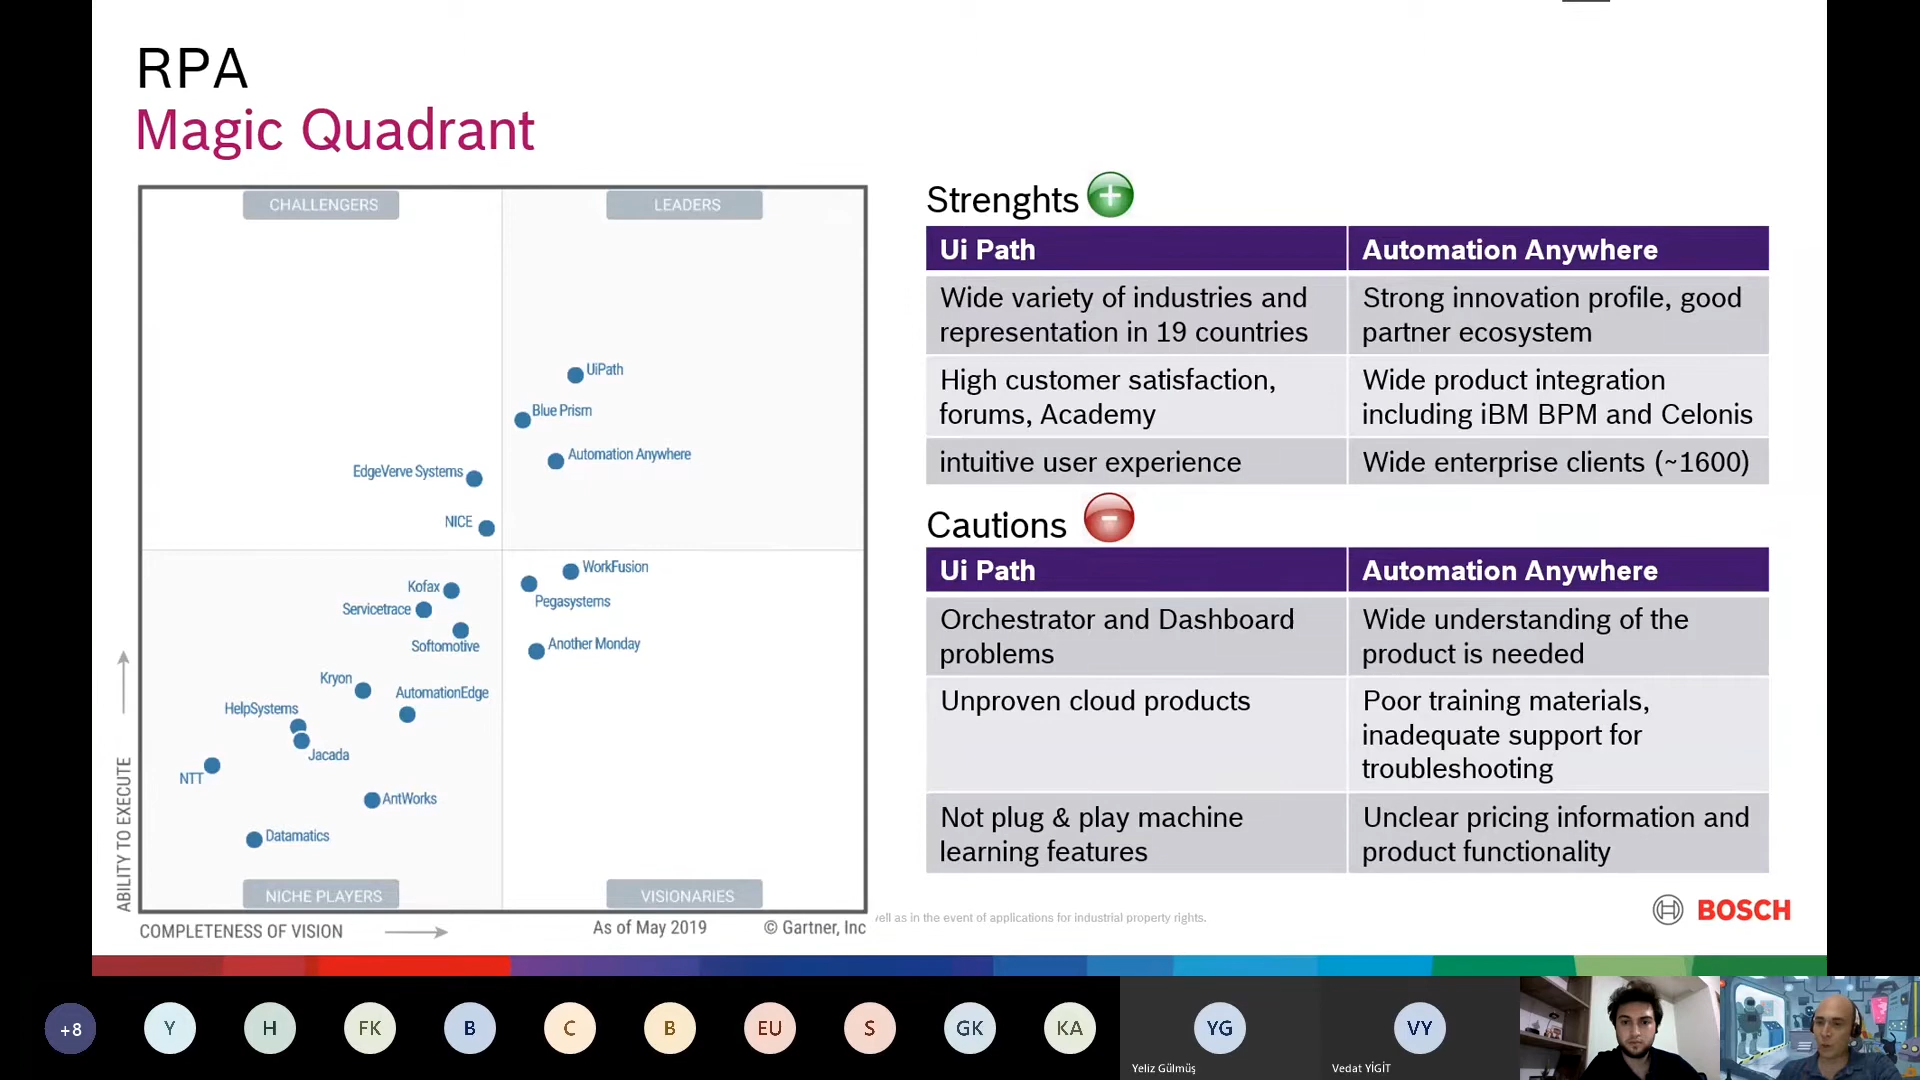 RPA
Magic Quadrant
CHALLENGERS
LEADERS
UiPath
Blue Prism
Automation Anywhere
EdgeVerve Systems
NICE
WorkFusion
Kofax
Pegasystems
Servicetrace
Softomotive
Another Monday
Kryon
AutomationEdge
HelpSystems
Jacada
NTT
AntWorks
Datamatics
NICHE PLAYERS
VISIONARIES
ABILITY TO EXECUTE
COMPLETENESS OF VISION
As of May 2019
© Gartner, Inc
Strenghts
Ui Path
Automation Anywhere
Wide variety of industries and
representation in 19 countries
Strong innovation profile, good
partner ecosystem
High customer satisfaction,
forums, Academy
Wide product integration
including iBM BPM and Celonis
intuitive user experience
Wide enterprise clients (~1600)
Cautions
Ui Path
Automation Anywhere
Orchestrator and Dashboard
problems
Wide understanding of the
product is needed
Unproven cloud products
Poor training materials,
inadequate support for
troubleshooting
Not plug & play machine
learning features
Unclear pricing information and
product functionality
as in the event of applications for industrial property rights.
BOSCH
+8
Y
H
FK
B
C
B
EU
S
GK
KA
YG
VY
Yeliz Gülmüş
Vedat YİGİT